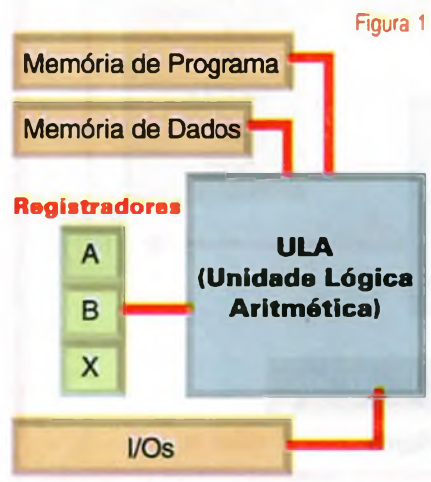 Figura 1
Memória de Programa
Memória de Dados
Registradores
A
B
X
ULA
(Unidade Lógica
Aritmética)
I/Os